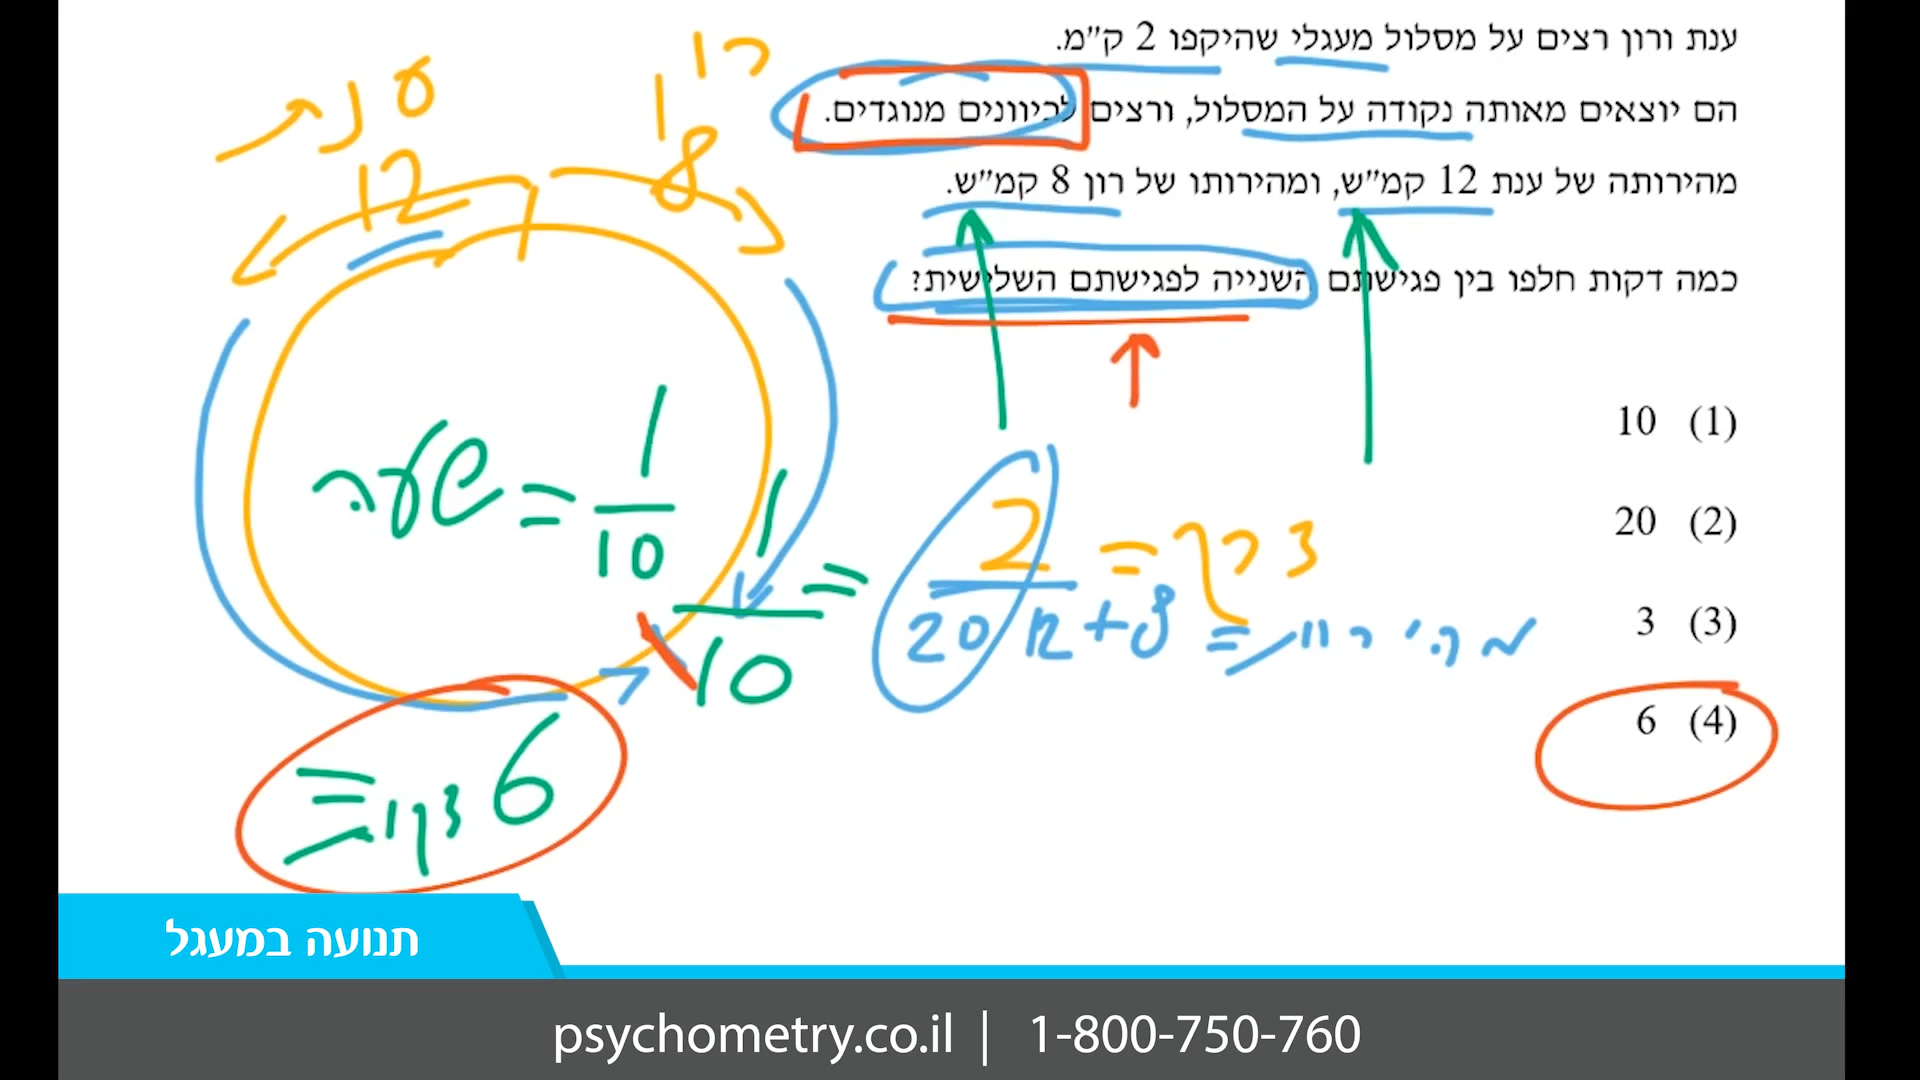 ענת ורון רצים על מסלול מעגלי שהיקפו 2 ק״מ.
הם יוצאים מאותה נקודה על המסלול, ורצים לכיוונים מנוגדים.
מהירותה של ענת 12 קמ״ש, ומהירותו של רון 8 קמ״ש.
כמה דקות חלפו בין פגישתם השנייה לפגישתם השלישית?
(1) 10
(2) 20
(3) 3
(4) 6
12
8
שעה = 1/10
1/10 = 2/20 12+8
= דרך
= מהירות
= 6 דק'
תנועה במעגל
psychometry.co.il | 1-800-750-760